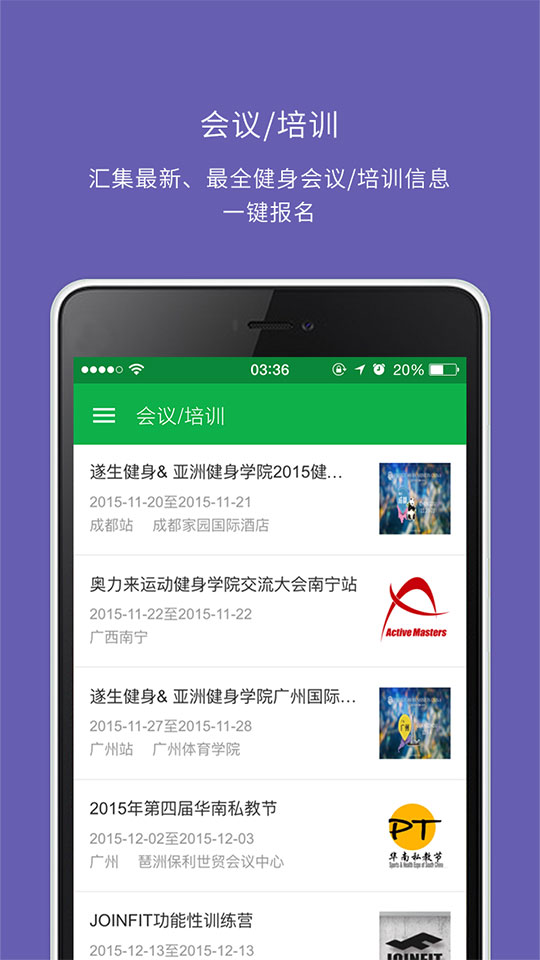 会议/培训
汇集最新、最全健身会议/培训信息
一键报名
03:36
20%
会议/培训
遂生健身& 亚洲健身学院2015健...
2015-11-20至2015-11-21
成都站 成都家园国际酒店
奥力来运动健身学院交流大会南宁站
2015-11-22至2015-11-22
广西南宁
Active Masters
遂生健身& 亚洲健身学院广州国际...
2015-11-27至2015-11-28
广州站 广州体育学院
广州
2015年第四届华南私教节
2015-12-02至2015-12-03
广州 琶洲保利世贸会议中心
PT
华南私教节
Sports & Health Expo of South China
JOINFIT功能性训练营
2015-12-13至2015-12-13
JOINFIT